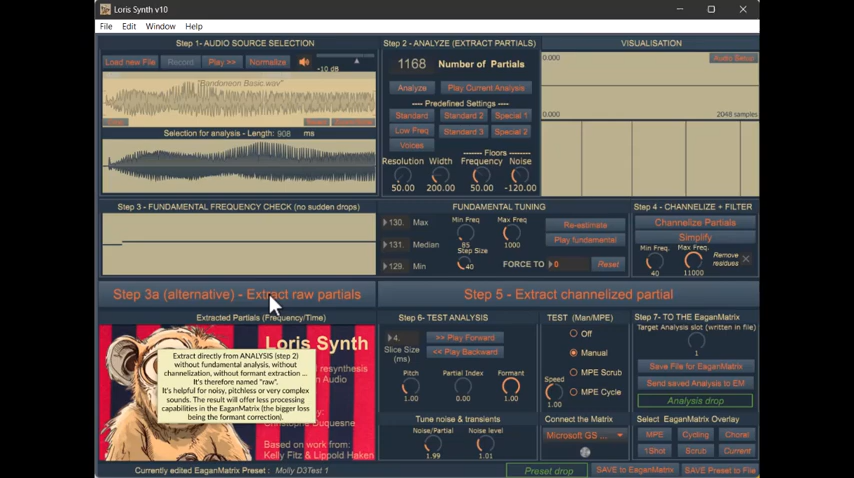 Loris Synth v10
File Edit Window Help
Step 1- AUDIO SOURCE SELECTION
Load new File Record Play >> Normalize -10 dB
"Bandoneon Basic.wav"
Selection for analysis - Length: 908 ms
Step 2 - ANALYZE (EXTRACT PARTIALS)
1168 Number of Partials
Analyze Play Current Analysis
---- Predefined Settings ----
Standard Standard 2 Special 1
Low Freq Standard 3 Special 2
Voices
------- Floors-------
Resolution Width Frequency Noise
50.00 200.00 50.00 -120.00
VISUALISATION
0.000 Audio Setup
0.000 2048 samples
Step 3 - FUNDAMENTAL FREQUENCY CHECK (no sudden drops)
FUNDAMENTAL TUNING
130. Max
131. Median
129. Min
Min Freq Max Freq
85 1000
Step Size
40
Re-estimate
Play fundamental
FORCE TO 0 Reset
Step 4 - CHANNELIZE + FILTER
Channelize Partials
Simplify
Min Freq. Max Freq. Remove residues
40 11000
Step 3a (alternative) - Extract raw partials
Step 5 - Extract channelized partial
Extracted Partials (Frequency/Time)
Loris Synth
Extract directly from ANALYSIS (step 2)
without fundamental analysis, without
channelization, without formant extraction ...
It's therefore named "raw".
It's helpful for noisy, pitchless or very complex
sounds. The result will offer less processing
capabilities in the EaganMatrix (the bigger loss
being the formant correction).
Duquesne
Based on work from:
Kelly Fitz & Lippold Haken
Currently edited EaganMatrix Preset : Molly D3Test 1
Step 6- TEST ANALYSIS
4. >> Play Forward
Slice Size (ms) << Play Backward
Pitch Partial Index Formant
1.00 0.00 1.00
Tune noise & transients
Noise/Partial Noise level
1.99 1.01
Preset drop
TEST (Man/MPE)
Off
Manual
MPE Scrub
MPE Cycle
Speed
1.00
Connect the Matrix
Microsoft GS ...
Step 7- TO THE EaganMatrix
Target Analysis slot (written in file)
1
Save File for EaganMatrix
Send saved Analysis to EM
Analysis drop
Select EaganMatrix Overlay
MPE Cycling Choral
1Shot Scrub Current
SAVE to EaganMatrix SAVE Preset to File